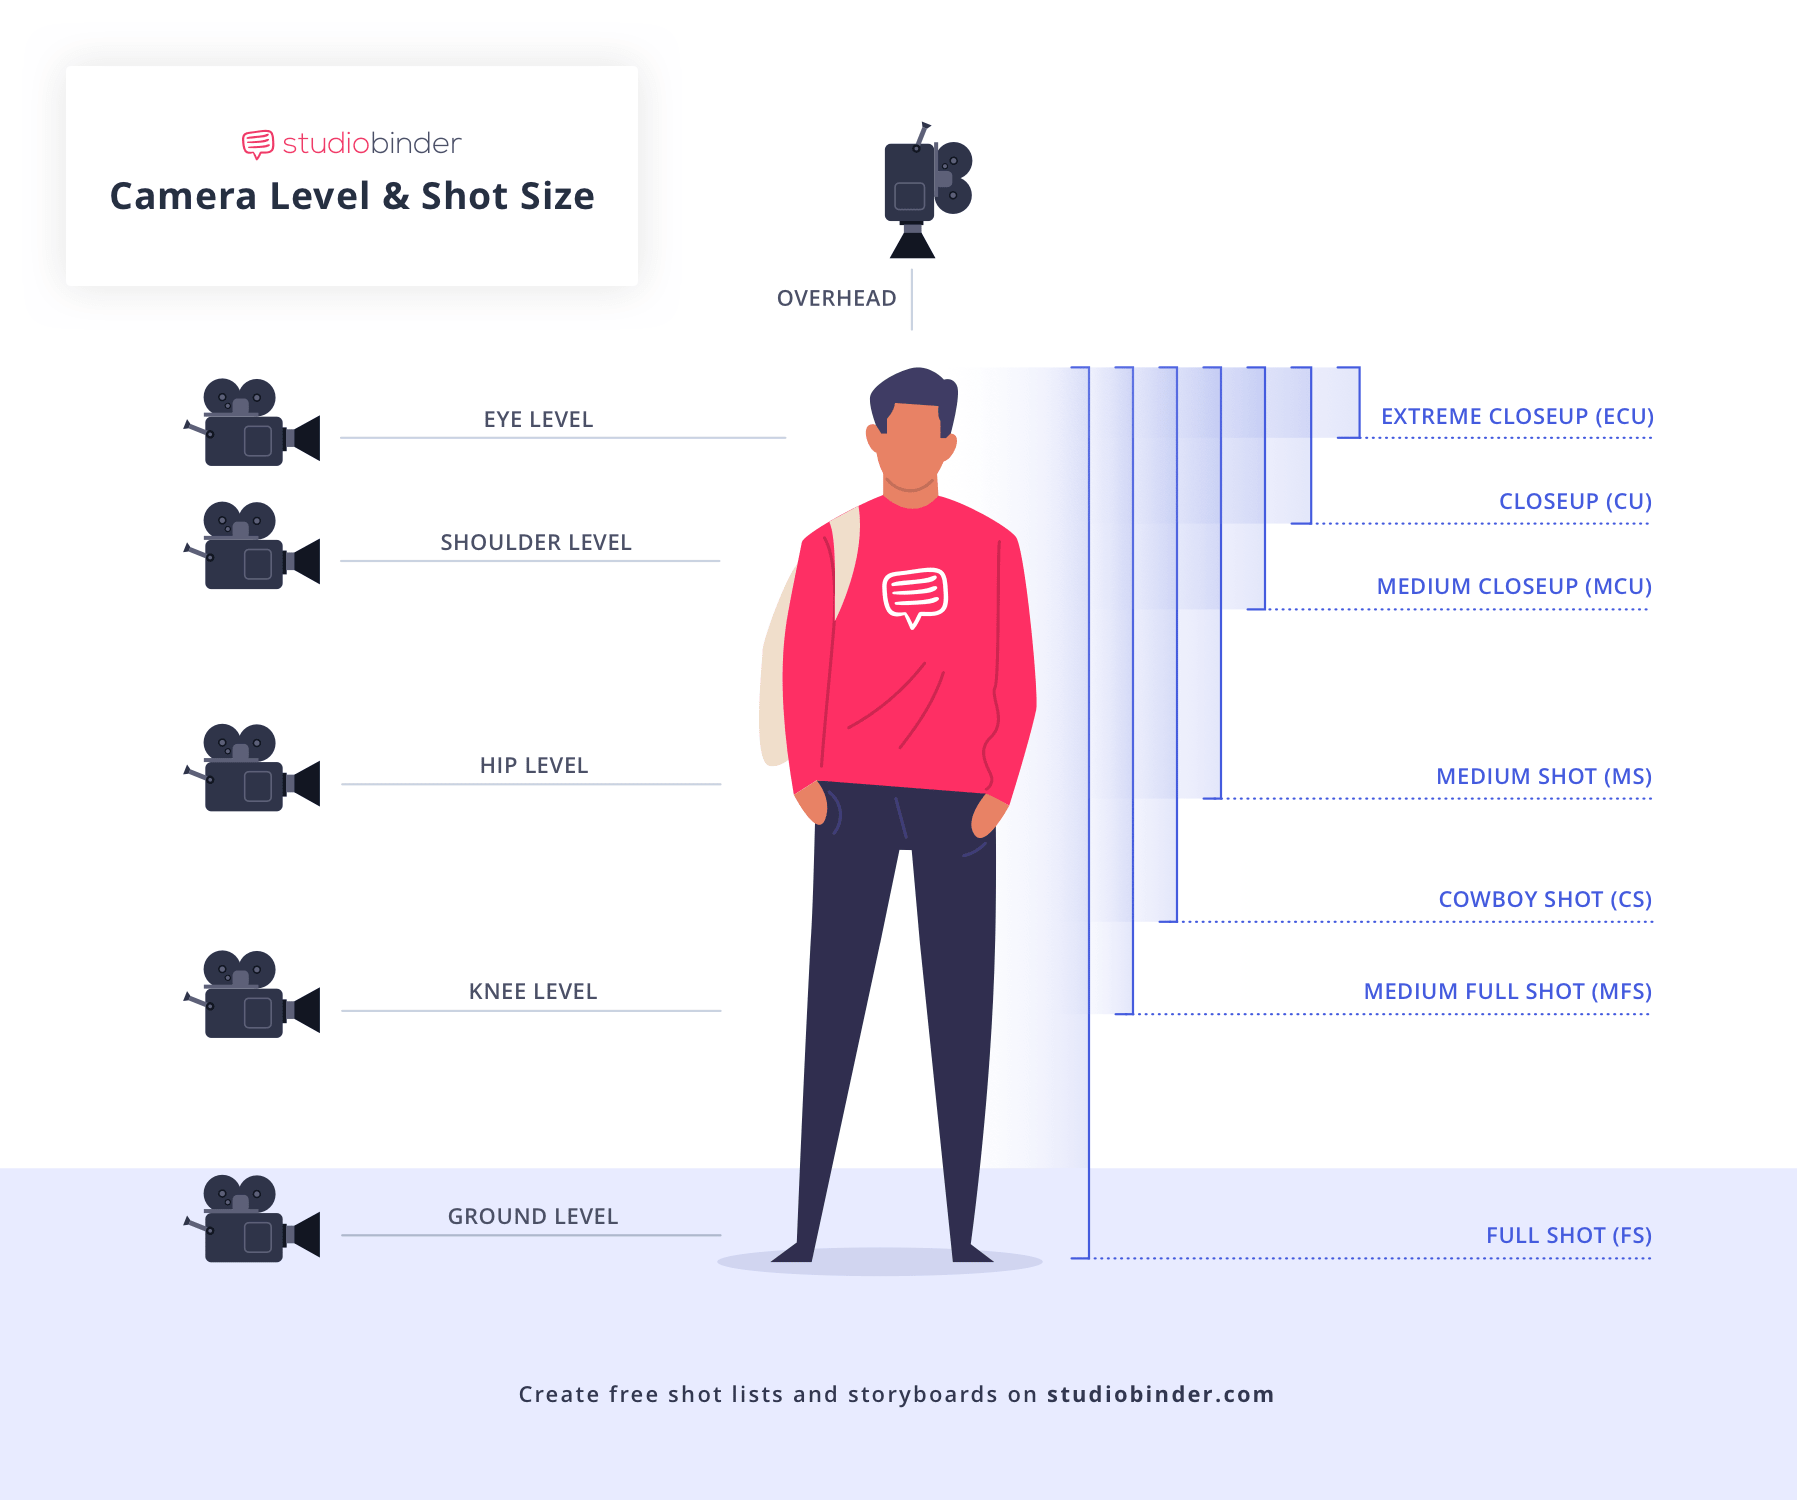 studiobinder
Camera Level & Shot Size
OVERHEAD
EYE LEVEL
SHOULDER LEVEL
HIP LEVEL
KNEE LEVEL
GROUND LEVEL
EXTREME CLOSEUP (ECU)
CLOSEUP (CU)
MEDIUM CLOSEUP (MCU)
MEDIUM SHOT (MS)
COWBOY SHOT (CS)
MEDIUM FULL SHOT (MFS)
FULL SHOT (FS)
Create free shot lists and storyboards on studiobinder.com